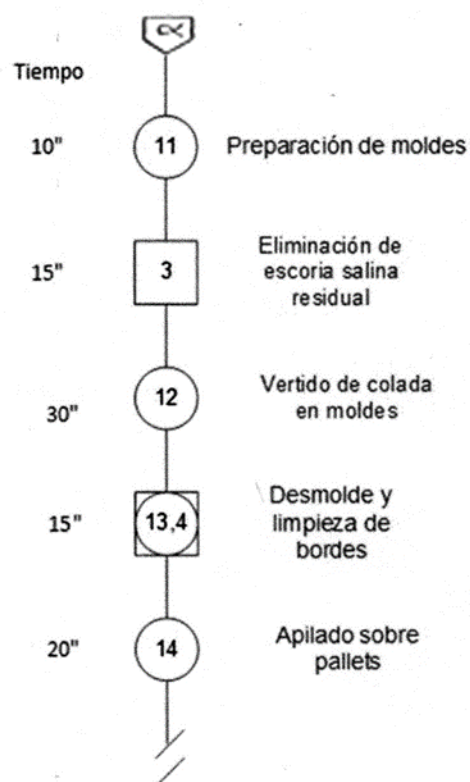 α
Tiempo
10" 11 Preparación de moldes
15" 3 Eliminación de
escoria salina
residual
30" 12 Vertido de colada
en moldes
15" 13,4 Desmolde y
limpieza de
bordes
20" 14 Apilado sobre
pallets